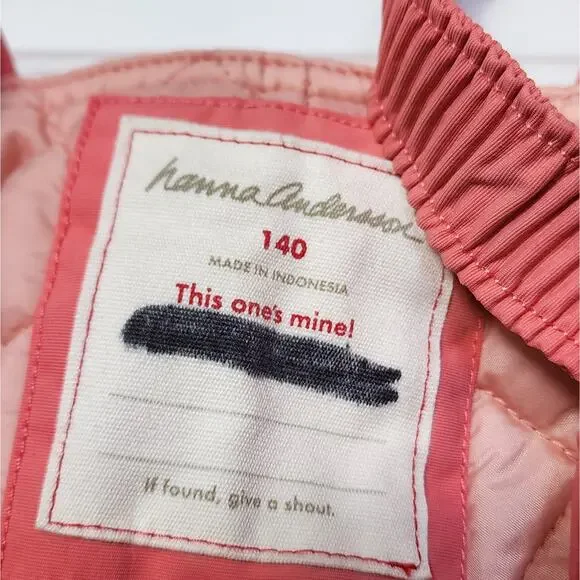 hanna andersson
140
MADE IN INDONESIA
This one's mine!
If found, give a shout.